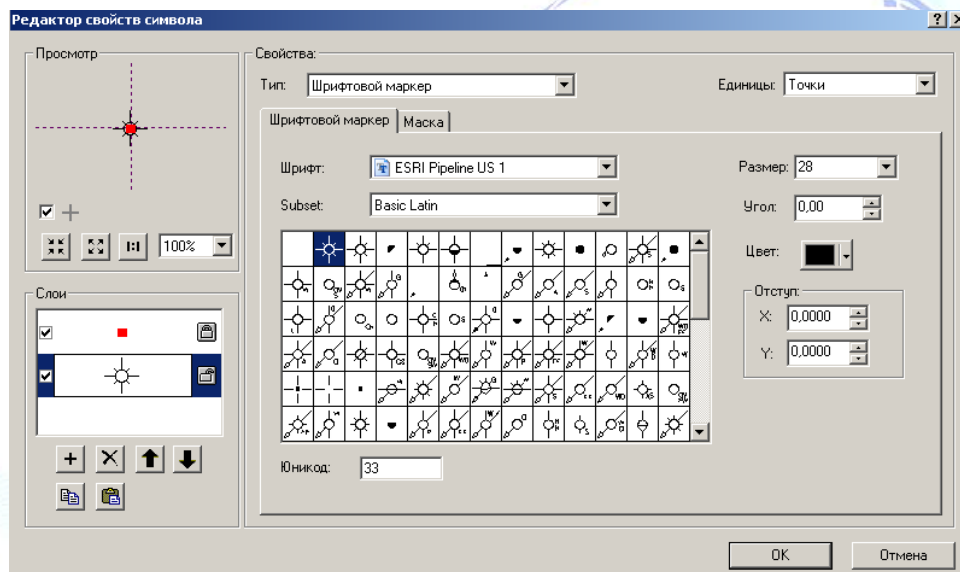 Редактор свойств символа
Просмотр
100%
Слои
Свойства:
Тип: Шрифтовой маркер
Единицы: Точки
Шрифтовой маркер Маска
Шрифт: ESRI Pipeline US 1
Размер: 28
Subset: Basic Latin
Угол: 0,00
Цвет:
Отступ:
X: 0,0000
Y: 0,0000
Юникод: 33
OK Отмена